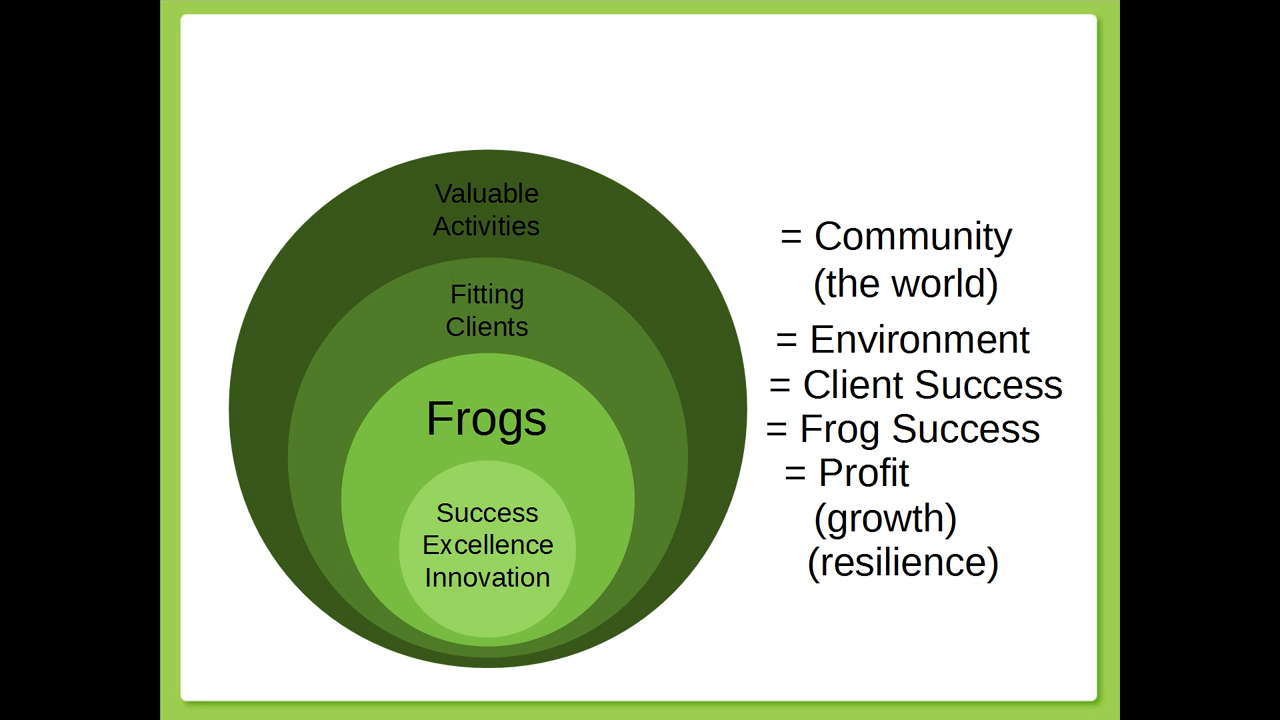 Valuable
Activities
Fitting
Clients
Frogs
Success
Excellence
Innovation
= Community
(the world)
= Environment
= Client Success
= Frog Success
= Profit
(growth)
(resilience)